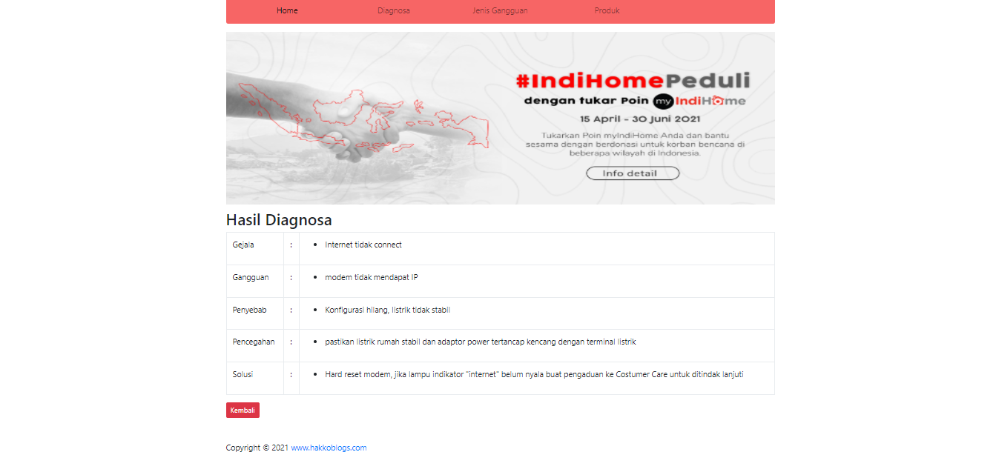 Home Diagnosa Jenis Gangguan Produk
#IndiHomePeduli
dengan tukar Poin my IndiHome
15 April - 30 Juni 2021
Tukarkan Poin myIndiHome Anda dan bantu
sesama dengan berdonasi untuk korban bencana di
beberapa wilayah di Indonesia.
Info detail
Hasil Diagnosa
Gejala : • Internet tidak connect
Gangguan : • modem tidak mendapat IP
Penyebab : • Konfigurasi hilang, listrik tidak stabil
Pencegahan : • pastikan listrik rumah stabil dan adaptor power tertancap kencang dengan terminal listrik
Solusi : • Hard reset modem, jika lampu indikator "internet" belum nyala buat pengaduan ke Costumer Care untuk ditindak lanjuti
Kembali
Copyright © 2021 www.hakkoblogs.com